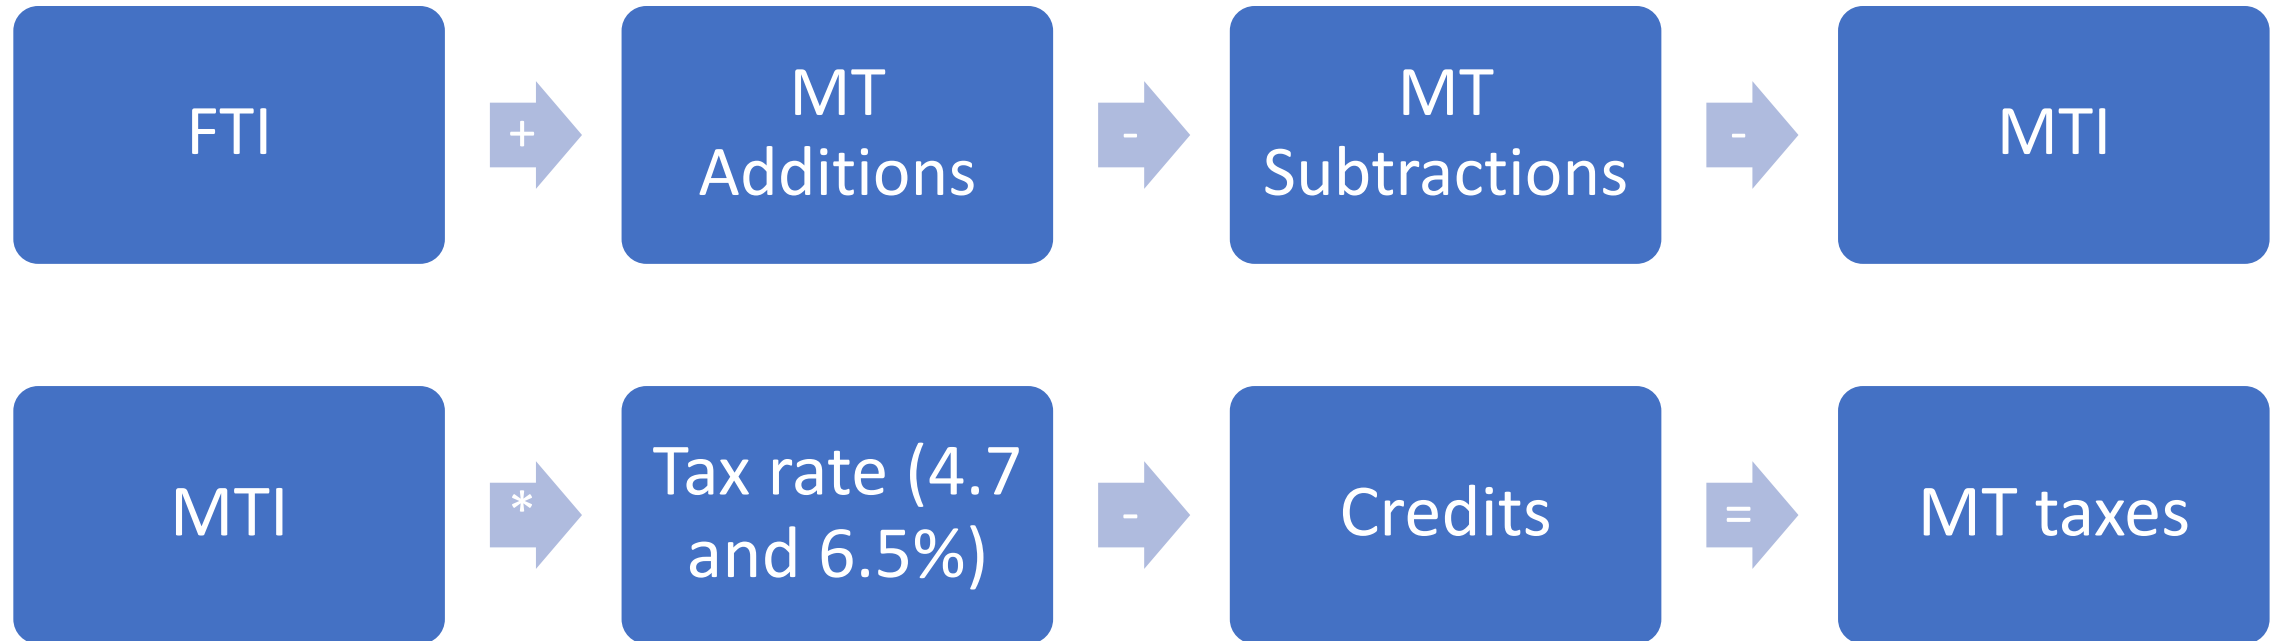 FTI
+
MT
Additions
-
MT
Subtractions
-
MTI
MTI
*
Tax rate (4.7
and 6.5%)
-
Credits
=
MT taxes